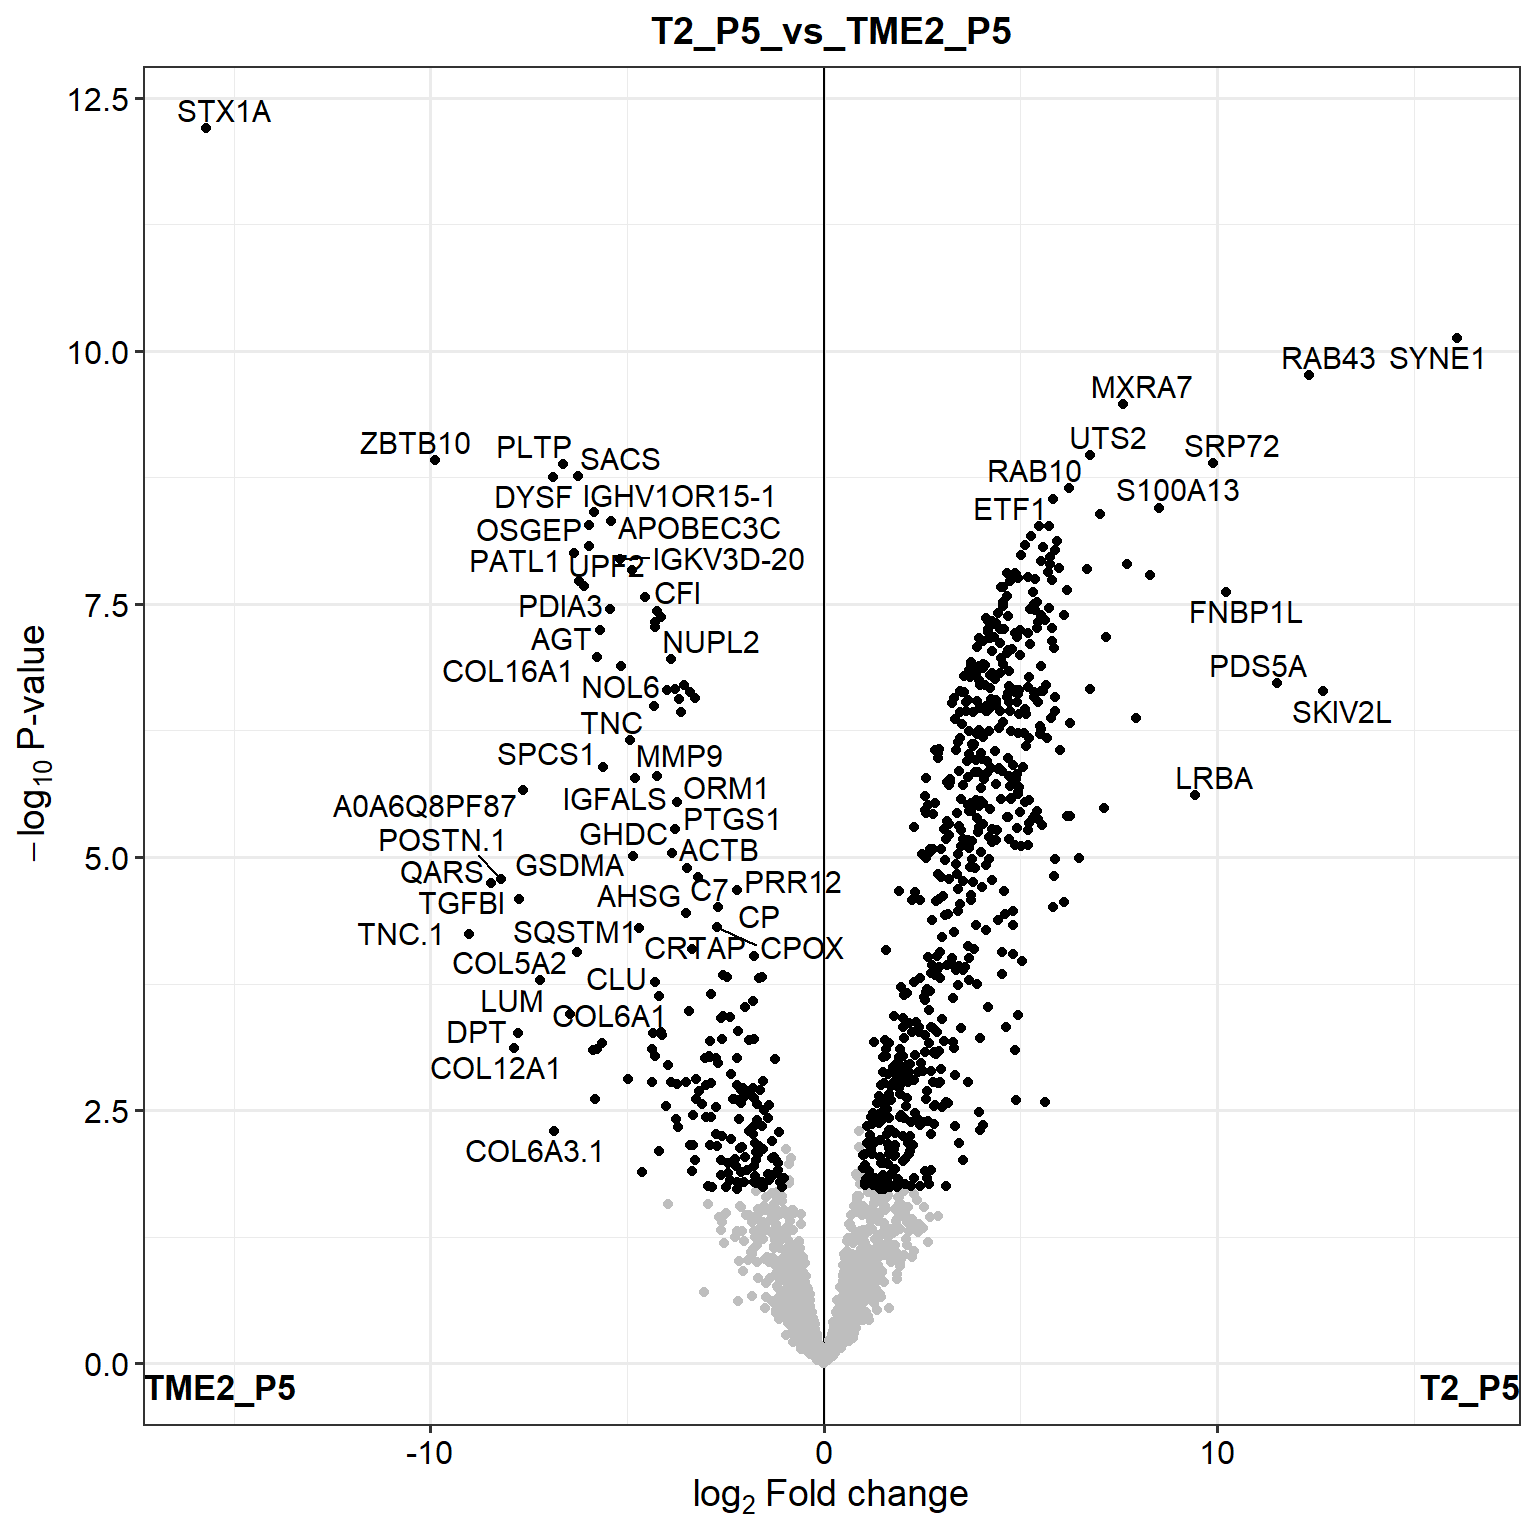 T2_P5_vs_TME2_P5
12.5
STX1A
10.0
RAB43 SYNE1
MXRA7
ZBTB10
PLTP
SACS
UTS2
SRP72
RAB10
DYSF
IGHV1OR15-1
S100A13
OSGEP
APOBEC3C
ETF1
PATL1
UPF2
IGKV3D-20
7.5
PDIA3
CFI
FNBP1L
AGT
NUPL2
COL16A1
PDS5A
NOL6
TNC
SKIV2L
SPCS1
MMP9
LRBA
A0A6Q8PF87
IGFALS
ORM1
POSTN.1
GHDC
PTGS1
5.0
QARS
GSDMA
ACTB
TGFBI
AHSG
C7
PRR12
TNC.1
SQSTM1
CP
COL5A2
CRTAP
CPOX
LUM
CLU
DPT
COL6A1
COL12A1
2.5
COL6A3.1
0.0
TME2_P5
T2_P5
-10
0
10
log2 Fold change
−log10 P-value